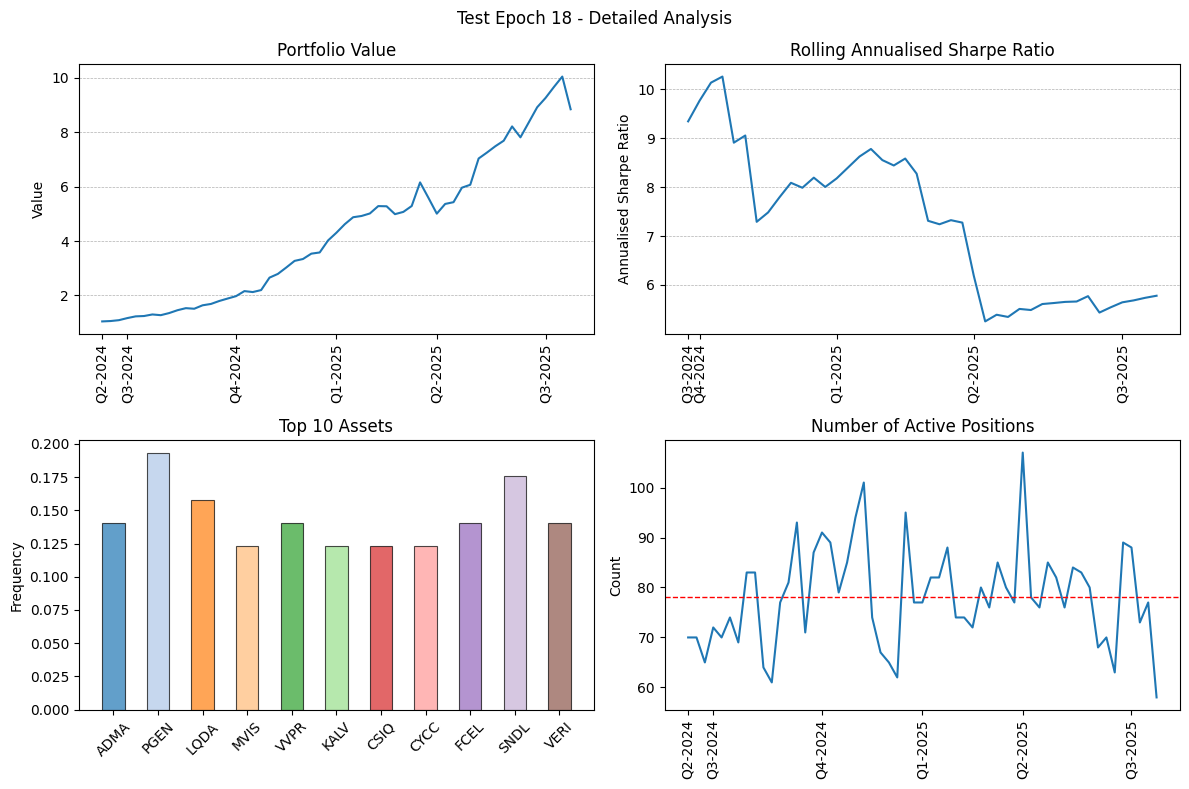 Test Epoch 18 - Detailed Analysis
Portfolio Value
Value
10
8
6
4
2
Q2-2024
Q3-2024
Q4-2024
Q1-2025
Q2-2025
Q3-2025
Rolling Annualised Sharpe Ratio
Annualised Sharpe Ratio
10
9
8
7
6
Q3-2024
Q4-2024
Q1-2025
Q2-2025
Q3-2025
Top 10 Assets
Frequency
0.200
0.175
0.150
0.125
0.100
0.075
0.050
0.025
0.000
ADMA
PGEN
LQDA
MVIS
VVPR
KALV
CSIQ
CYCC
FCEL
SNDL
VERI
Number of Active Positions
Count
100
90
80
70
60
Q2-2024
Q3-2024
Q4-2024
Q1-2025
Q2-2025
Q3-2025